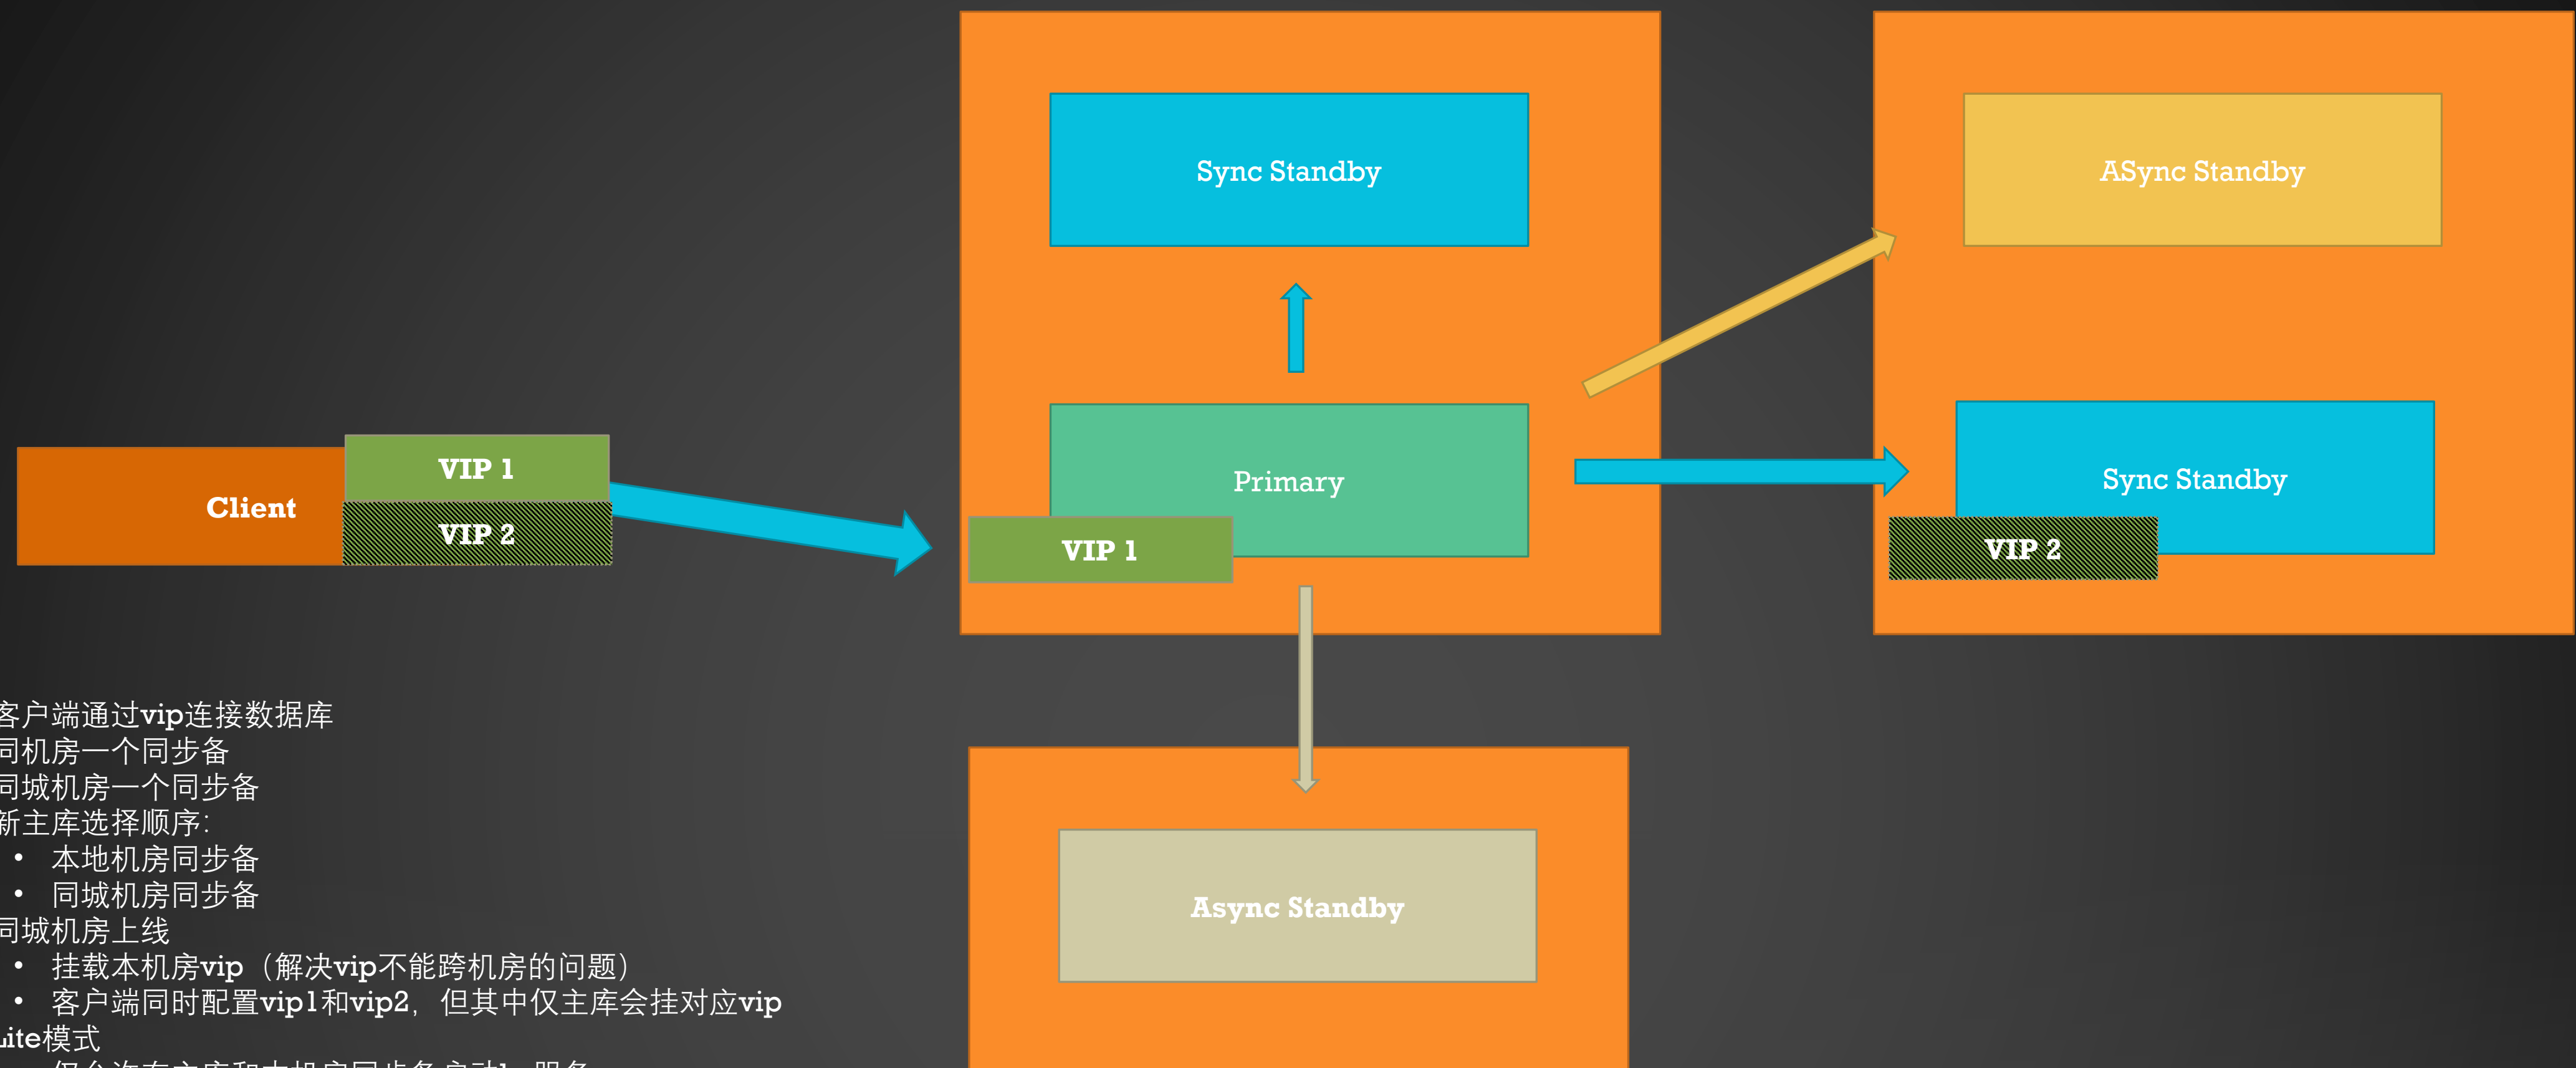 Sync Standby
ASync Standby
VIP 1
Client
VIP 2
Primary
VIP 1
Sync Standby
VIP 2
客户端通过vip连接数据库
同机房一个同步备
同城机房一个同步备
新主库选择顺序：
• 本地机房同步备
• 同城机房同步备
同城机房上线
• 挂载本机房vip（解决vip不能跨机房的问题）
• 客户端同时配置vip1和vip2，但其中仅主库会挂对应vip
Lite模式
Async Standby